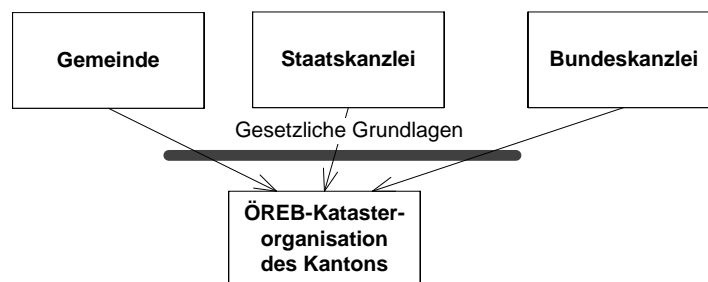 Gemeinde
Staatskanzlei
Bundeskanzlei
Gesetzliche Grundlagen
ÖREB-Kataster-
organisation
des Kantons